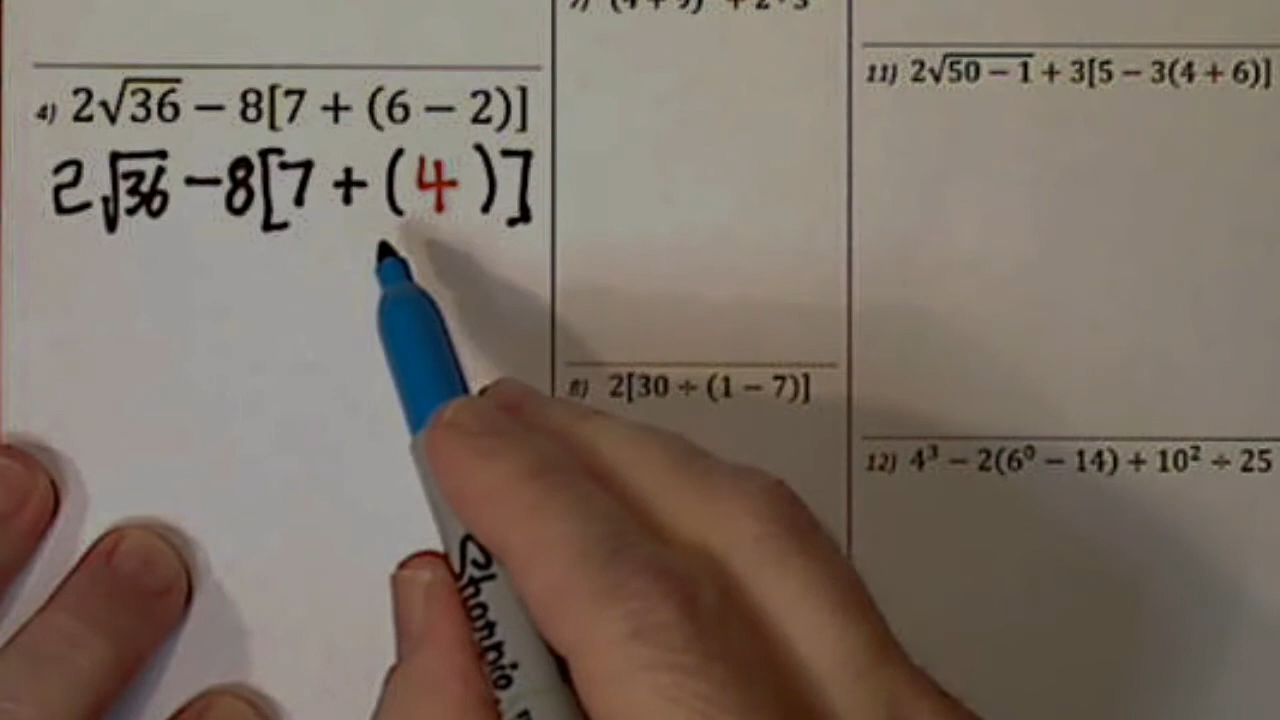 4) 2√36 − 8[7 + (6 − 2)]
2√36 − 8[7 + (4)]
8) 2[30 ÷ (1 − 7)]
11) 2√50 − 1 + 3[5 − 3(4 + 6)]
12) 4³ − 2(6⁰ − 14) + 10² ÷ 25
Sharpie